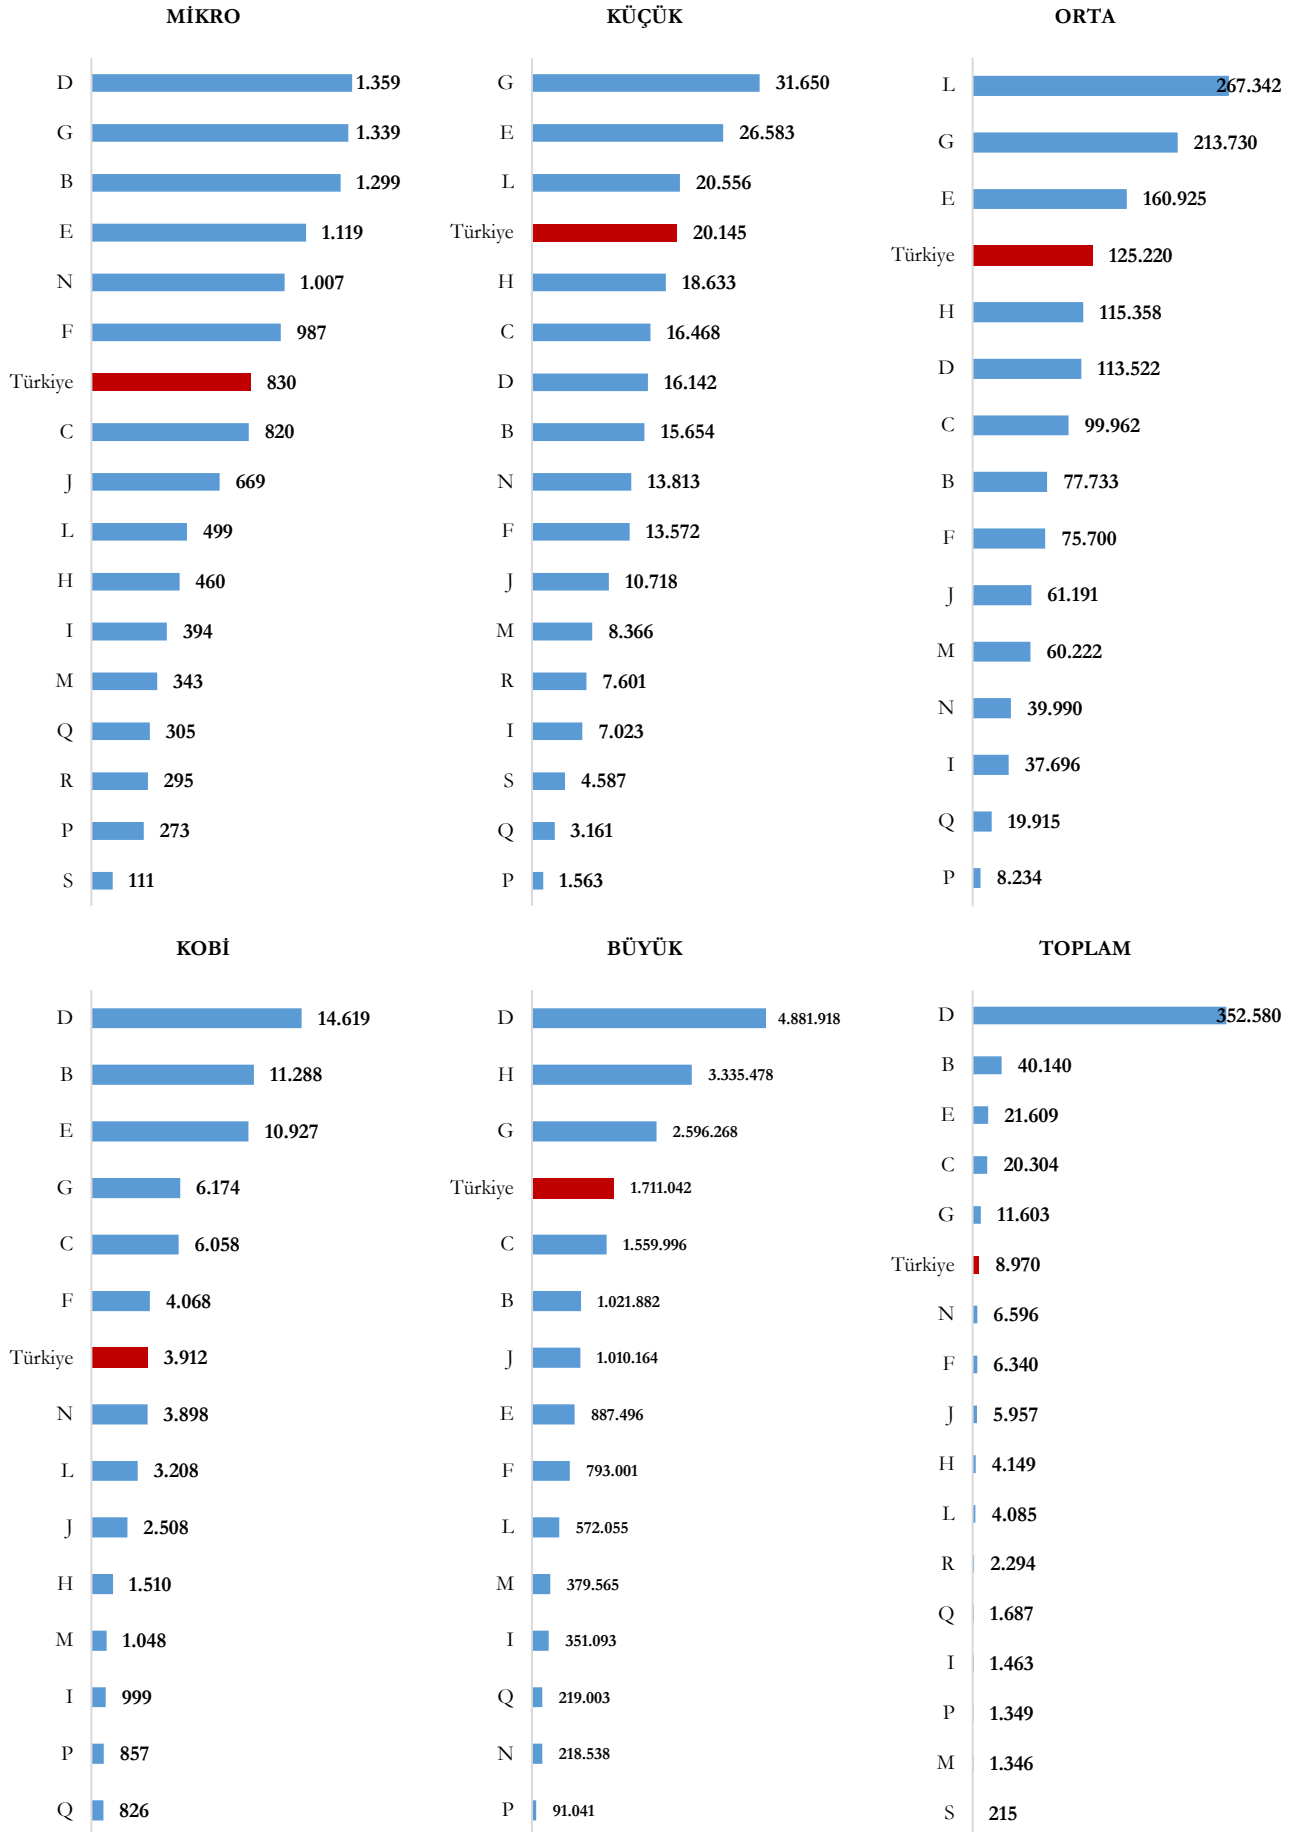 MİKRO
D 1.359
G 1.339
B 1.299
E 1.119
N 1.007
F 987
Türkiye 830
C 820
J 669
L 499
H 460
I 394
M 343
Q 305
R 295
P 273
S 111
KÜÇÜK
G 31.650
E 26.583
L 20.556
Türkiye 20.145
H 18.633
C 16.468
D 16.142
B 15.654
N 13.813
F 13.572
J 10.718
M 8.366
R 7.601
I 7.023
S 4.587
Q 3.161
P 1.563
ORTA
L 267.342
G 213.730
E 160.925
Türkiye 125.220
H 115.358
D 113.522
C 99.962
B 77.733
F 75.700
J 61.191
M 60.222
N 39.990
I 37.696
Q 19.915
P 8.234
KOBİ
D 14.619
B 11.288
E 10.927
G 6.174
C 6.058
F 4.068
Türkiye 3.912
N 3.898
L 3.208
J 2.508
H 1.510
M 1.048
I 999
P 857
Q 826
BÜYÜK
D 4.881.918
H 3.335.478
G 2.596.268
Türkiye 1.711.042
C 1.559.996
B 1.021.882
J 1.010.164
E 887.496
F 793.001
L 572.055
M 379.565
I 351.093
Q 219.003
N 218.538
P 91.041
TOPLAM
D 352.580
B 40.140
E 21.609
C 20.304
G 11.603
Türkiye 8.970
N 6.596
F 6.340
J 5.957
H 4.149
L 4.085
R 2.294
Q 1.687
I 1.463
P 1.349
M 1.346
S 215